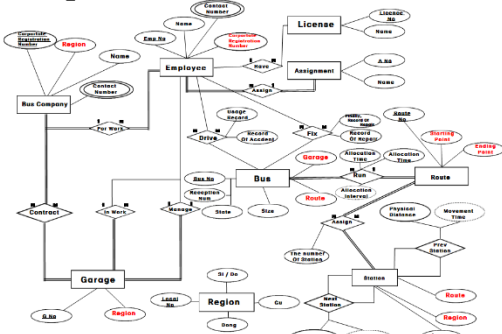 Contact
Number
License
No
Name
Name
Emp No
Corporate
Registration
Number
License
Corporate
Registration
Number
Region
Name
Employee
Have
Assignment
A No
Name
Assign
Bus Company
Contact
Number
For Work
Usage
Record
Drive
Record
Of Accident
Fix
Record
Of Repair
Route
No
Starting
Point
Ending
Point
Garage
Allocation
Time
Allocation
Time
Bus No
Reception
Num
State
Bus
Size
Route
Run
Allocation
Interval
Route
Contract
In Work
Manage
Assign
The Number
Of Station
Physical
Distance
Movement
Time
Prev
Station
Garage
G No
Region
Si / Do
Region
Gu
Dong
Station
Next
Station
Route
Region